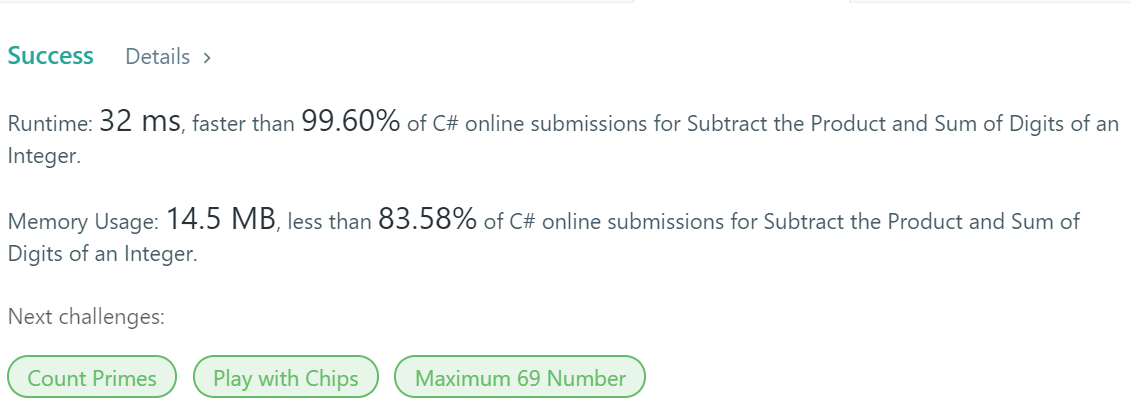 Success Details >
Runtime: 32 ms, faster than 99.60% of C# online submissions for Subtract the Product and Sum of Digits of an
Integer.
Memory Usage: 14.5 MB, less than 83.58% of C# online submissions for Subtract the Product and Sum of
Digits of an Integer.
Next challenges:
Count Primes Play with Chips Maximum 69 Number